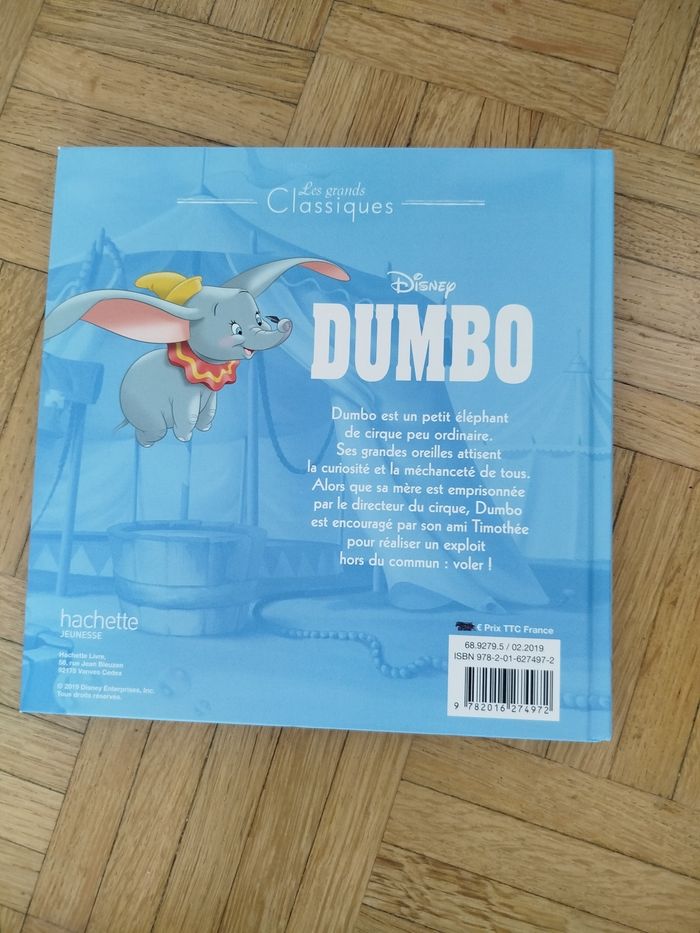 Les grands
Classiques
Disney
DUMBO
Dumbo est un petit éléphant
de cirque peu ordinaire.
Ses grandes oreilles attisent
la curiosité et la méchanceté de tous.
Alors que sa mère est emprisonnée
par le directeur du cirque, Dumbo
est encouragé par son ami Timothée
pour réaliser un exploit
hors du commun : voler !
hachette
JEUNESSE
Hachette Livre,
58, rue Jean Bleuzen
92178 Vanves Cedex
© 2019 Disney Enterprises, Inc.
Tous droits réservés.
€ Prix TTC France
68.9279.5 / 02.2019
ISBN 978-2-01-627497-2
9 782016 274972